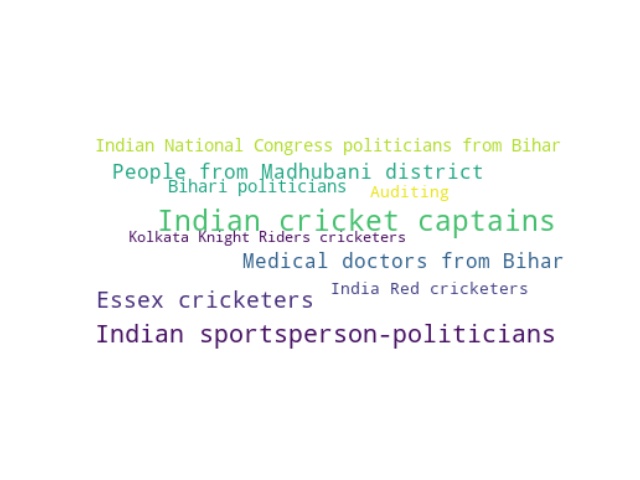 Indian National Congress politicians from Bihar
People from Madhubani district
Bihari politicians
Auditing
Indian cricket captains
Kolkata Knight Riders cricketers
Medical doctors from Bihar
India Red cricketers
Essex cricketers
Indian sportsperson-politicians